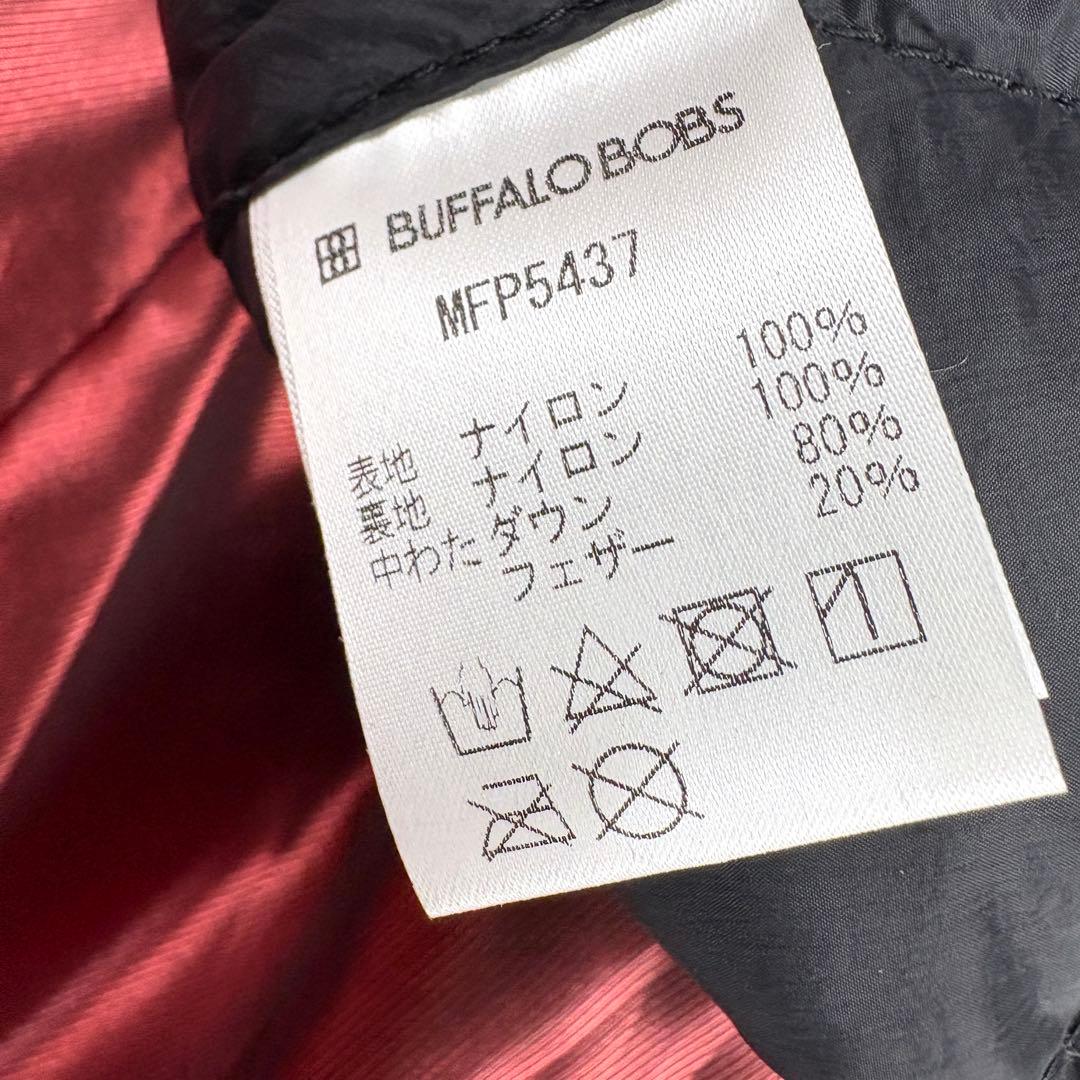 BUFFALO BOBS
MFP5437
表地 ナイロン 100%
裏地 ナイロン 100%
中わた ダウン 80%
フェザー 20%